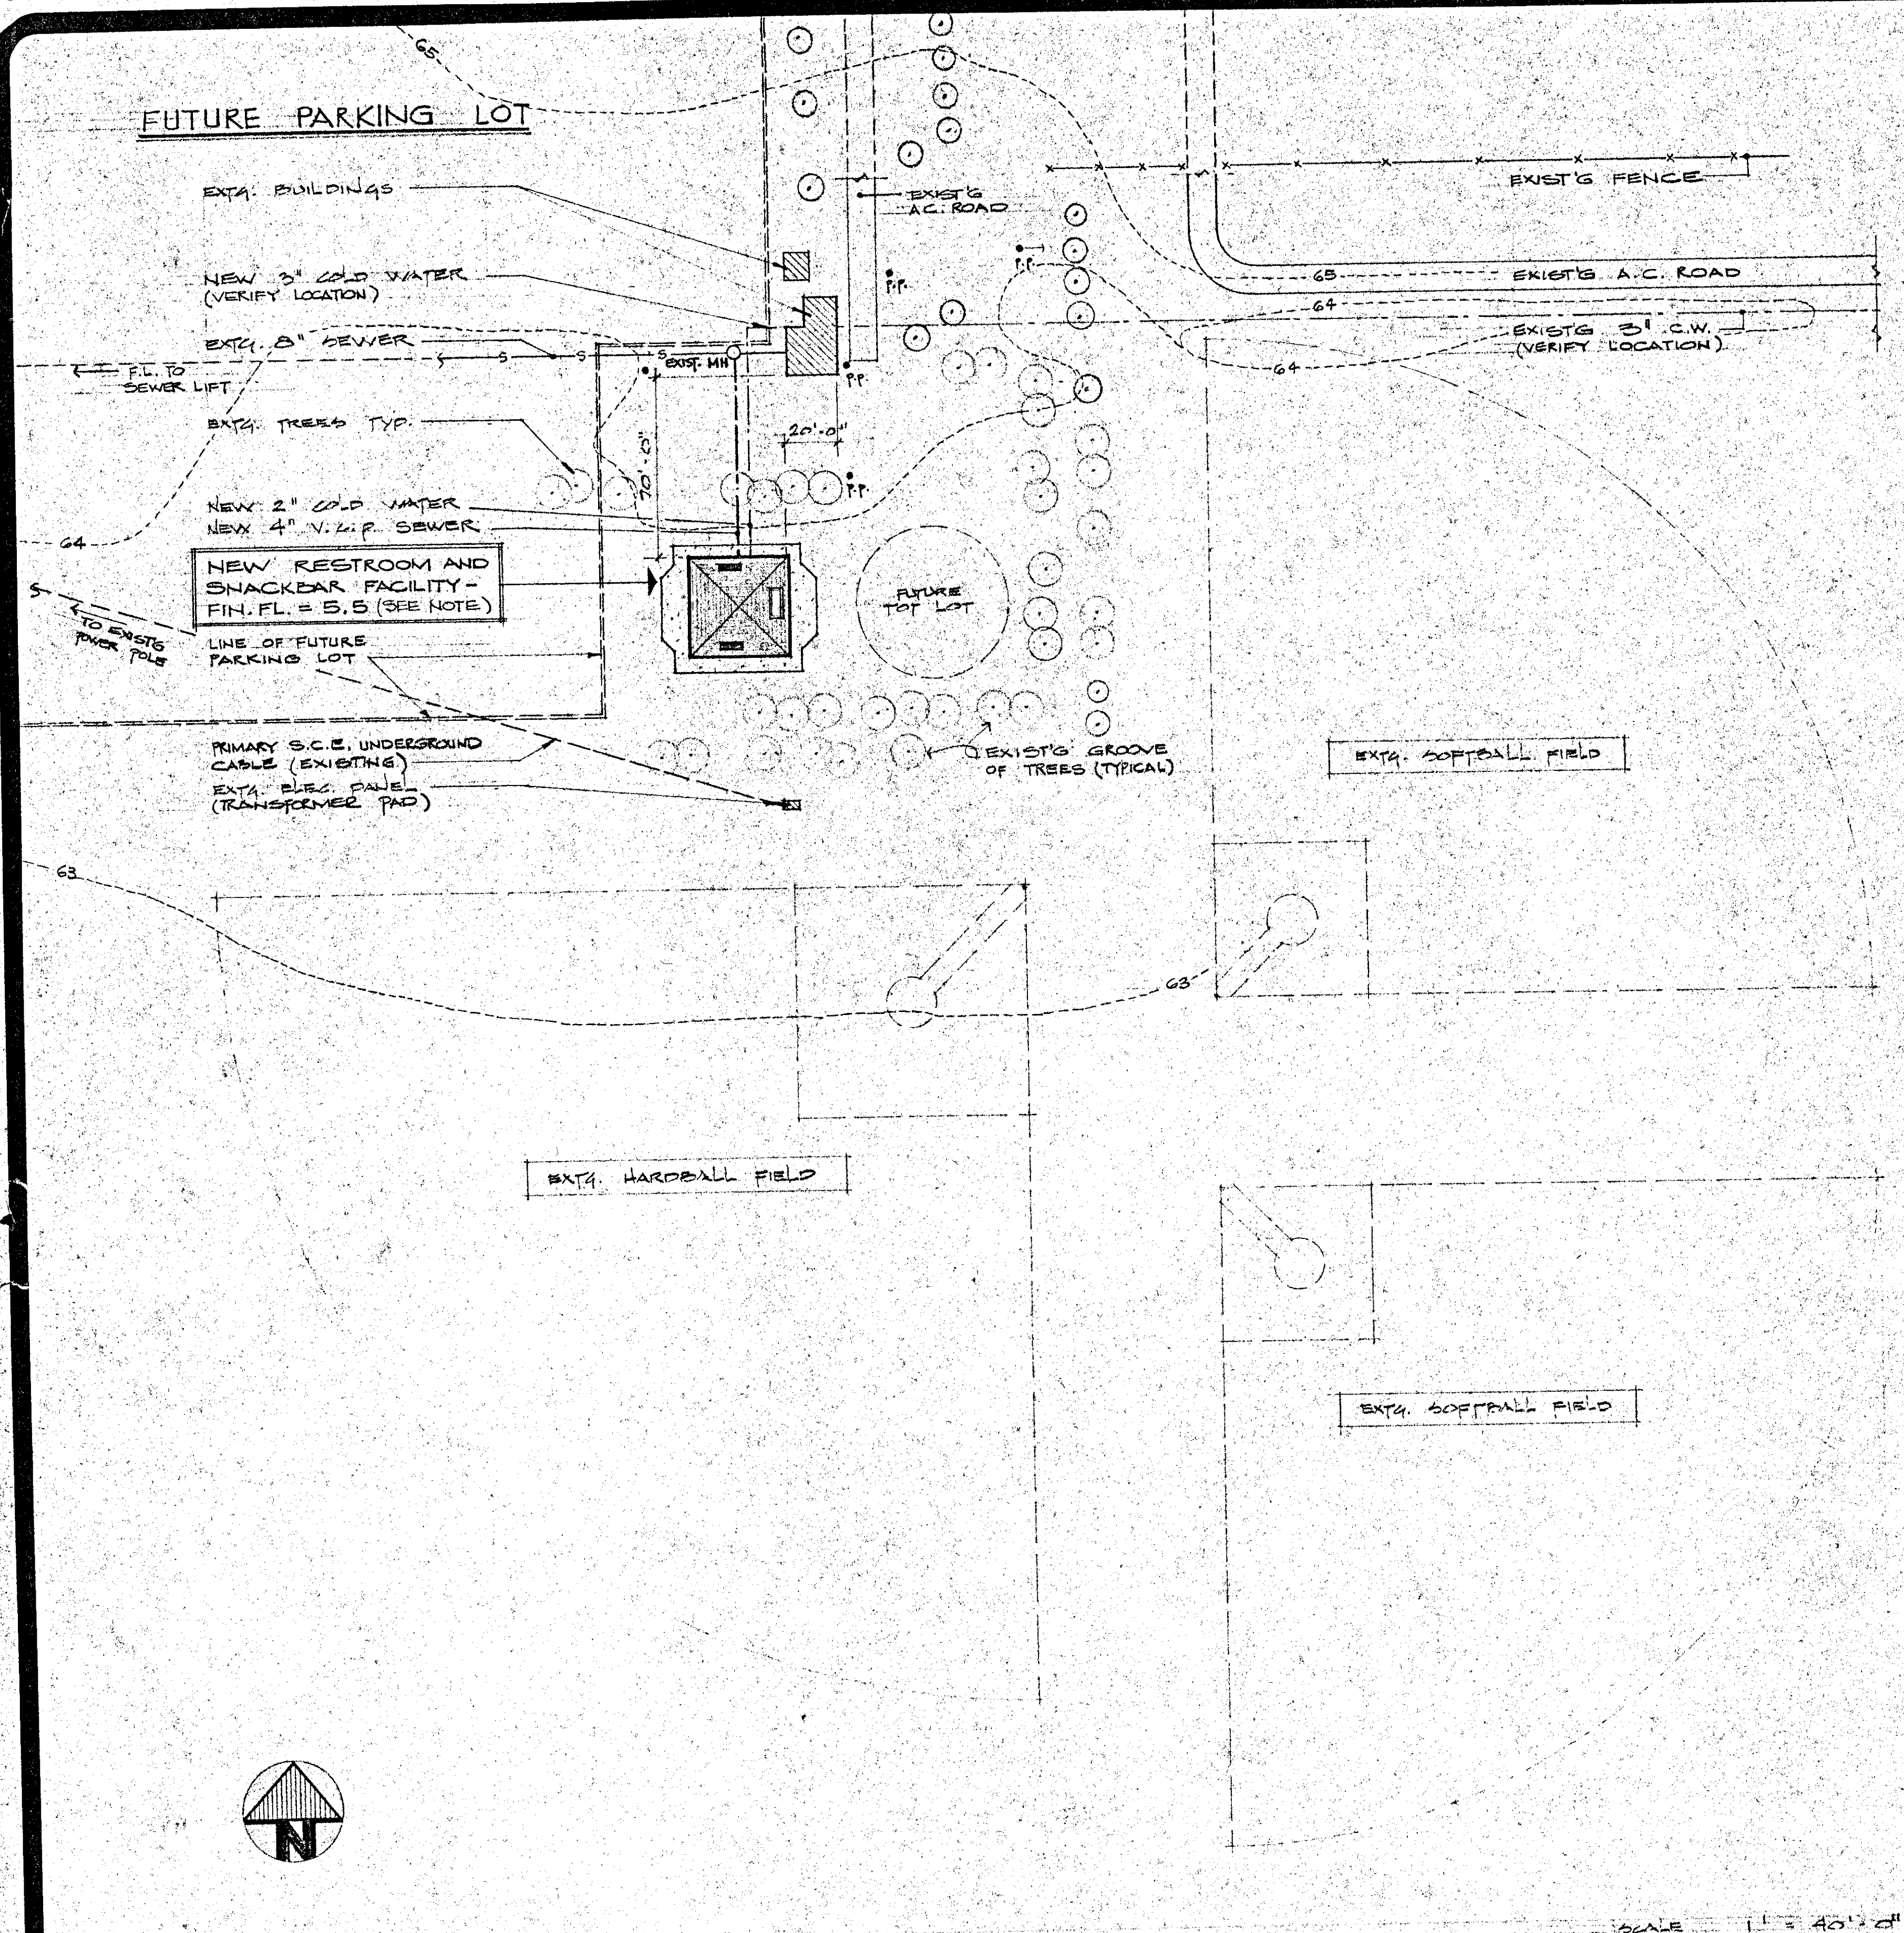 65
FUTURE PARKING LOT
EXTG. BUILDINGS
EXIST'G
A.C. ROAD
EXIST'G FENCE
NEW 3" COLD WATER
(VERIFY LOCATION)
P.P.
P.P.
65
EXIST'G A.C. ROAD
64
EXIST'G 3" C.W.
(VERIFY LOCATION)
EXTG. 8" SEWER
S
S
S
EXIST. MH
F.L. TO
SEWER LIFT
P.P.
64
EXTG. TREES TYP.
20'-0"
70'-0"
P.P.
NEW 2" COLD WATER
NEW 4" V.C.P. SEWER
64
NEW RESTROOM AND
SNACKBAR FACILITY -
FIN. FL. = 5.5 (SEE NOTE)
FUTURE
TOT LOT
TO EXIST'G
POWER POLE
LINE OF FUTURE
PARKING LOT
PRIMARY S.C.E. UNDERGROUND
CABLE (EXISTING)
EXIST'G GROOVE
OF TREES (TYPICAL)
EXTG. SOFTBALL FIELD
EXTG. ELEC. PANEL
(TRANSFORMER PAD)
63
63
EXTG. HARDBALL FIELD
EXTG. SOFTBALL FIELD
N
SCALE 1" = 40'-0"